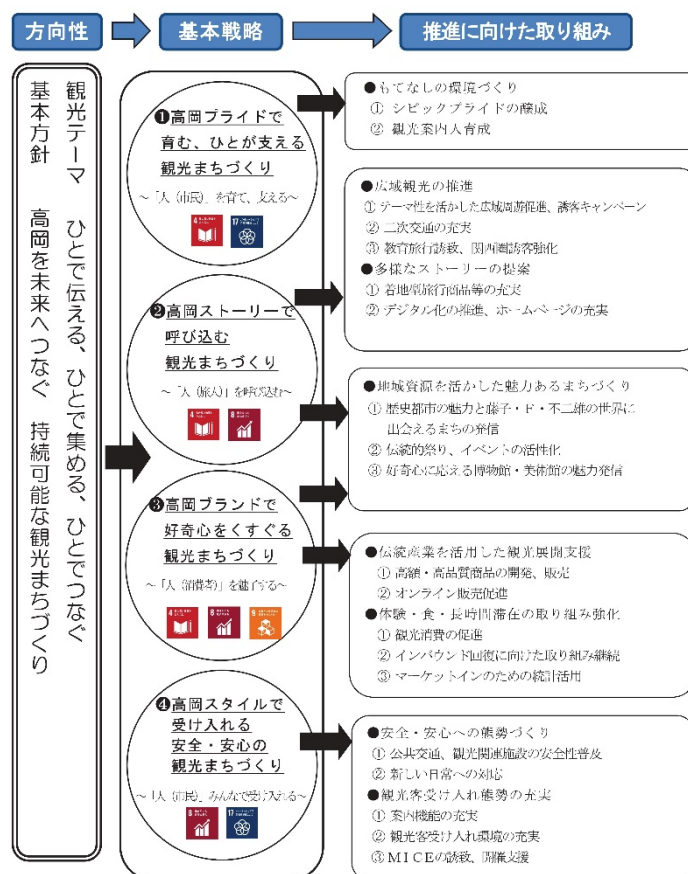 方向性
基本戦略
推進に向けた取り組み
観光テーマ　ひとで伝える、ひとで集める、ひとでつなぐ
基本方針　高岡を未来へつなぐ　持続可能な観光まちづくり
❶高岡プライドで
育む、ひとが支える
観光まちづくり
～「人（市民）」を育て、支える～
4
17
❷高岡ストーリーで
呼び込む
観光まちづくり
～「人（旅人）」を呼び込む～
4
8
❸高岡ブランドで
好奇心をくすぐる
観光まちづくり
～「人（消費者）」を魅了する～
4
8
9
❹高岡スタイルで
受け入れる
安全・安心の
観光まちづくり
～「人（市民）」みんなで受け入れる～
8
17
●もてなしの環境づくり
① シビックプライドの醸成
② 観光案内人育成
●広域観光の推進
① テーマ性を活かした広域周遊促進、誘客キャンペーン
② 二次交通の充実
③ 教育旅行誘致、関西圏誘客強化
●多様なストーリーの提案
① 着地型旅行商品等の充実
② デジタル化の推進、ホームページの充実
●地域資源を活かした魅力あるまちづくり
① 歴史都市の魅力と藤子・F・不二雄の世界に
出会えるまちの発信
② 伝統的祭り、イベントの活性化
③ 好奇心に応える博物館・美術館の魅力発信
●伝統産業を活用した観光展開支援
① 高額・高品質商品の開発、販売
② オンライン販売促進
●体験・食・長時間滞在の取り組み強化
① 観光消費の促進
② インバウンド回復に向けた取り組み継続
③ マーケットインのための統計活用
●安全・安心への態勢づくり
① 公共交通、観光関連施設の安全性普及
② 新しい日常への対応
●観光客受け入れ態勢の充実
① 案内機能の充実
② 観光客受け入れ環境の充実
③ ＭＩＣＥの誘致、開催支援